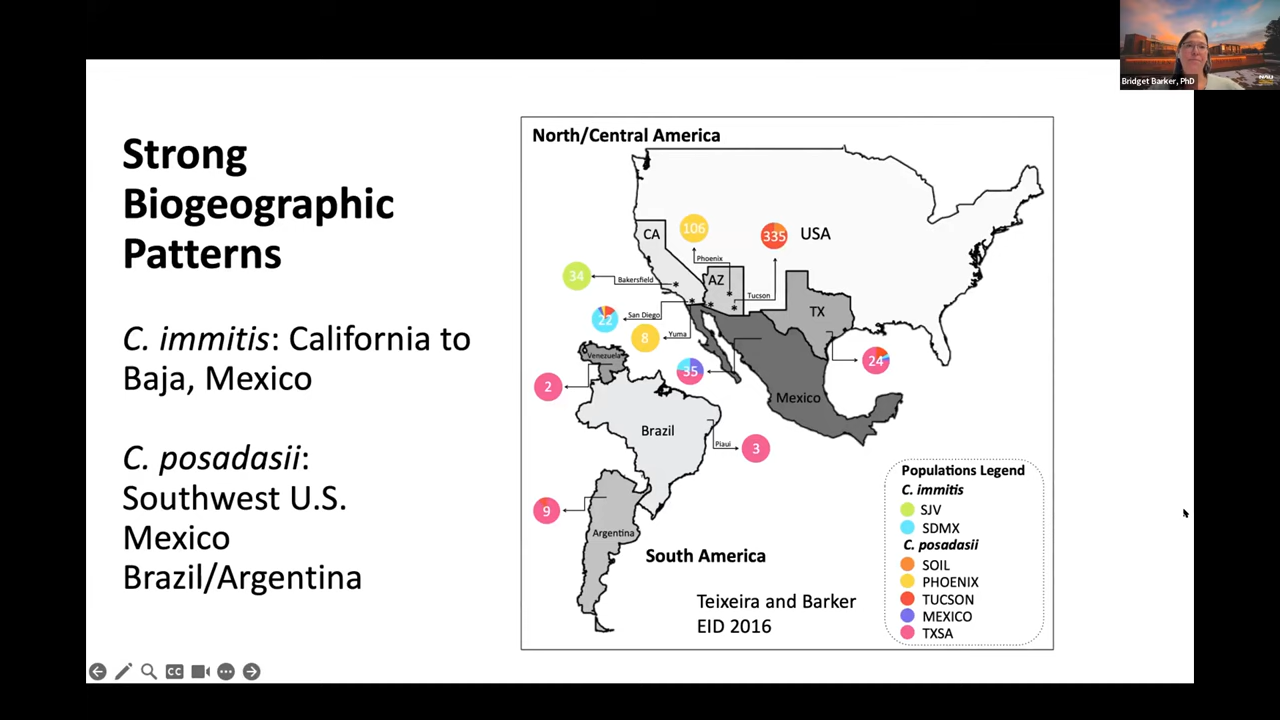 Bridget Barker, PhD
NAU
Strong
Biogeographic
Patterns
C. immitis: California to
Baja, Mexico
C. posadasii:
Southwest U.S.
Mexico
Brazil/Argentina
North/Central America
CA
106
335
USA
Phoenix
34
Bakersfield
AZ
Tucson
22
San Diego
TX
8
Yuma
Venezuela
35
24
2
Mexico
Brazil
Piaui
3
9
Argentina
South America
Teixeira and Barker
EID 2016
Populations Legend
C. immitis
SJV
SDMX
C. posadasii
SOIL
PHOENIX
TUCSON
MEXICO
TXSA
CC